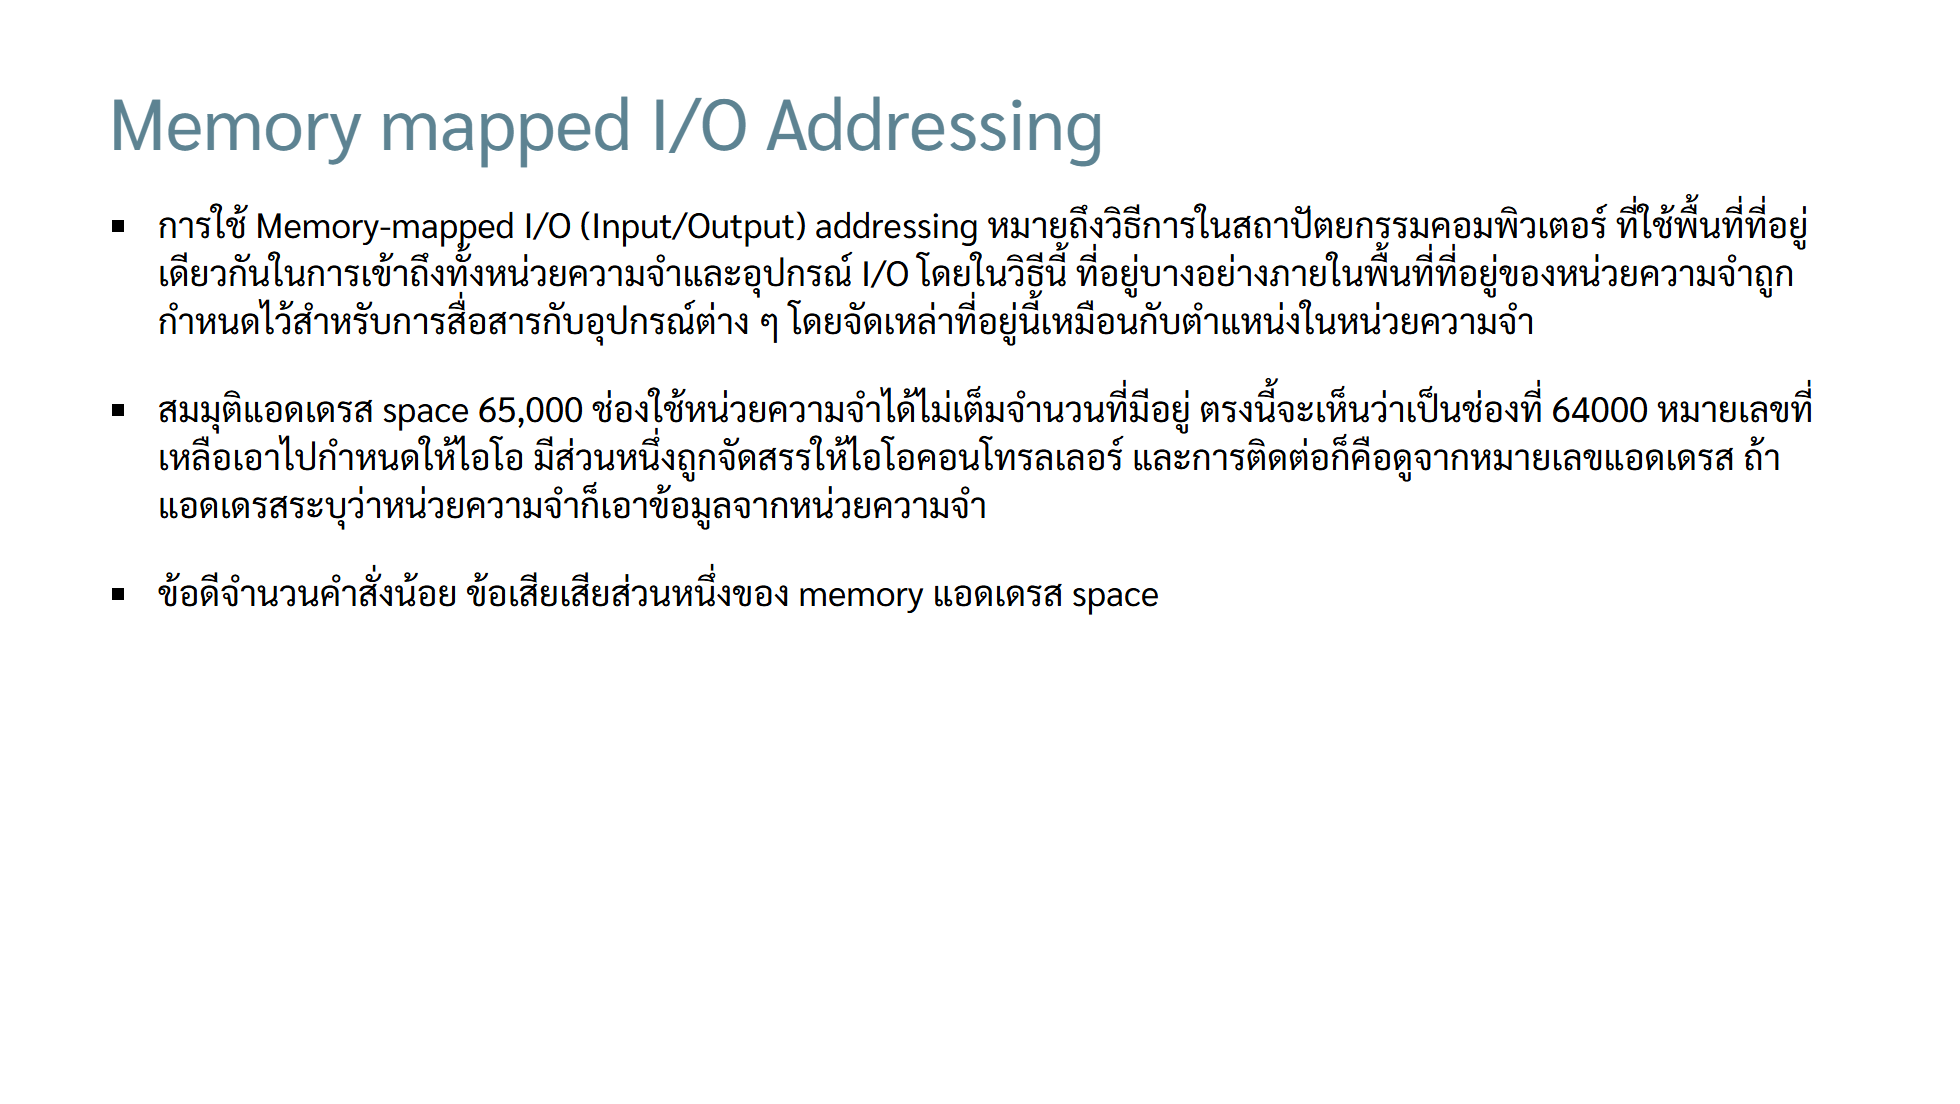 Memory mapped I/O Addressing
▪ การใช้ Memory-mapped I/O (Input/Output) addressing หมายถึงวิธีการในสถาปัตยกรรมคอมพิวเตอร์ ที่ใช้พื้นที่ที่อยู่
เดียวกันในการเข้าถึงทั้งหน่วยความจำและอุปกรณ์ I/O โดยในวิธีนี้ ที่อยู่บางอย่างภายในพื้นที่ที่อยู่ของหน่วยความจำถูก
กำหนดไว้สำหรับการสื่อสารกับอุปกรณ์ต่าง ๆ โดยจัดเหล่าที่อยู่นี้เหมือนกับตำแหน่งในหน่วยความจำ
▪ สมมุติแอดเดรส space 65,000 ช่องใช้หน่วยความจำได้ไม่เต็มจำนวนที่มีอยู่ ตรงนี้จะเห็นว่าเป็นช่องที่ 64000 หมายเลขที่
เหลือเอาไปกำหนดให้ไอโอ มีส่วนหนึ่งถูกจัดสรรให้ไอโอคอนโทรลเลอร์ และการติดต่อก็คือดูจากหมายเลขแอดเดรส ถ้า
แอดเดรสระบุว่าหน่วยความจำก็เอาข้อมูลจากหน่วยความจำ
▪ ข้อดีจำนวนคำสั่งน้อย ข้อเสียเสียส่วนหนึ่งของ memory แอดเดรส space